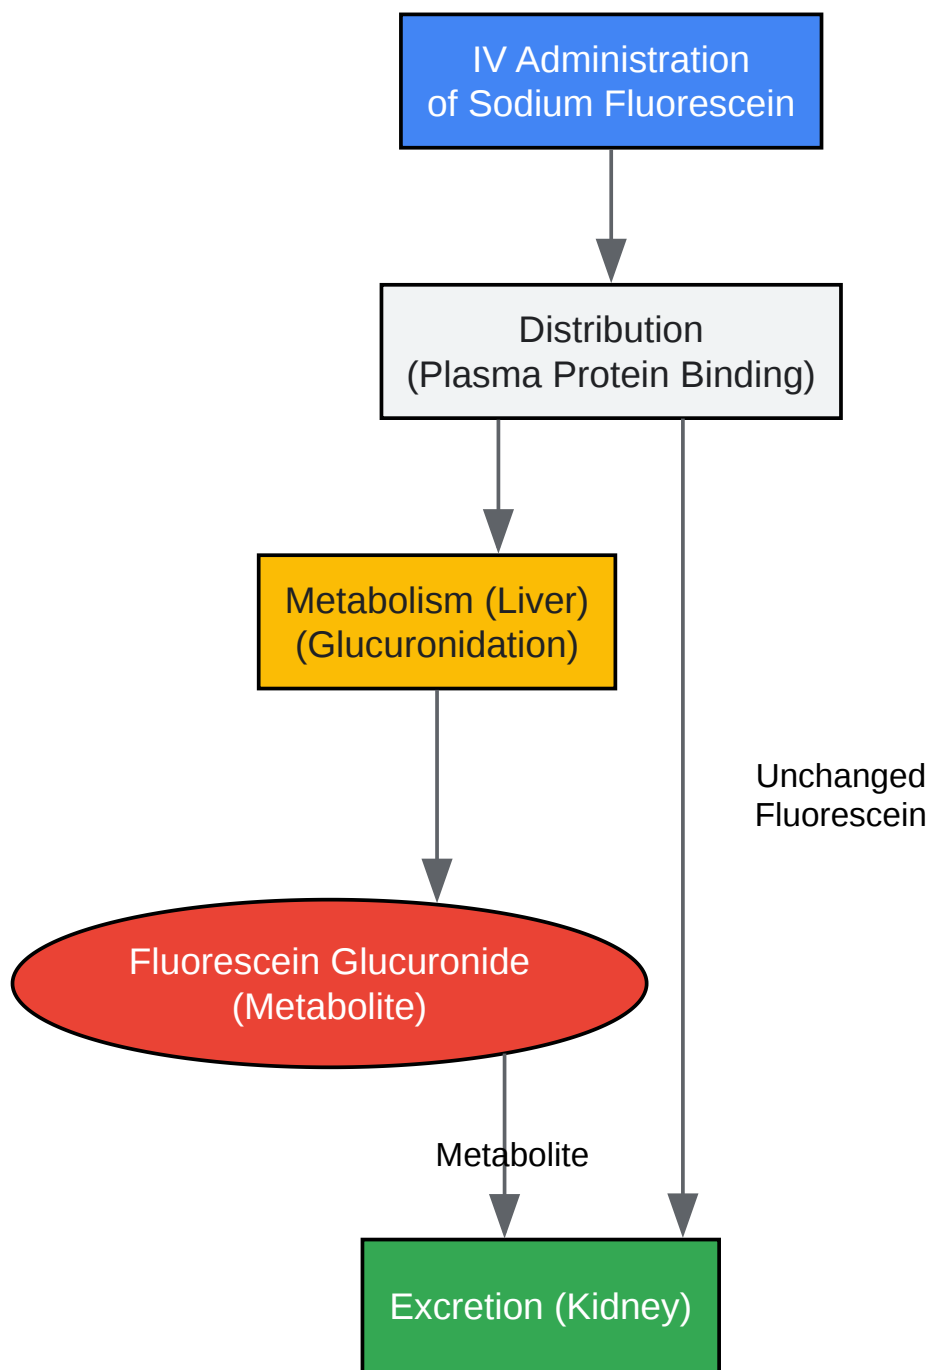 IV Administration
of Sodium Fluorescein
Distribution
(Plasma Protein Binding)
Metabolism (Liver)
(Glucuronidation)
Unchanged
Fluorescein
Fluorescein Glucuronide
(Metabolite)
Metabolite
Excretion (Kidney)